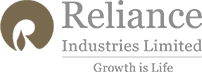 Reliance
Industries Limited
Growth is Life